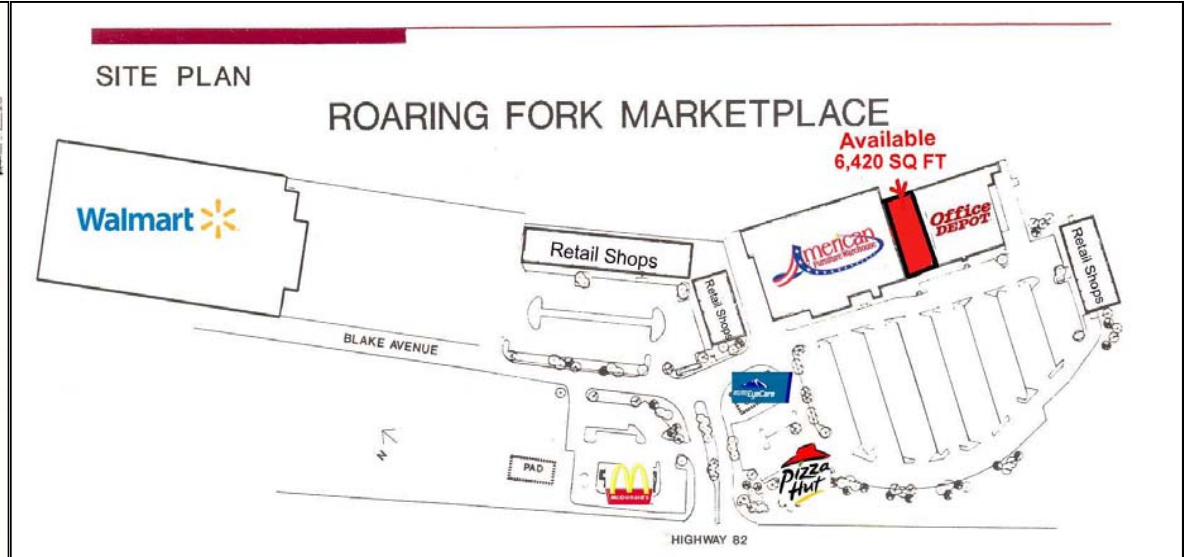 SITE PLAN
ROARING FORK MARKETPLACE
Available
6,420 SQ FT
Walmart
Retail Shops
American
Furniture Warehouse
Office
DEPOT
Retail Shops
Retail Shops
BLAKE AVENUE
EyeCare
N
PAD
M
McDONALD'S
Pizza
Hut
HIGHWAY 82